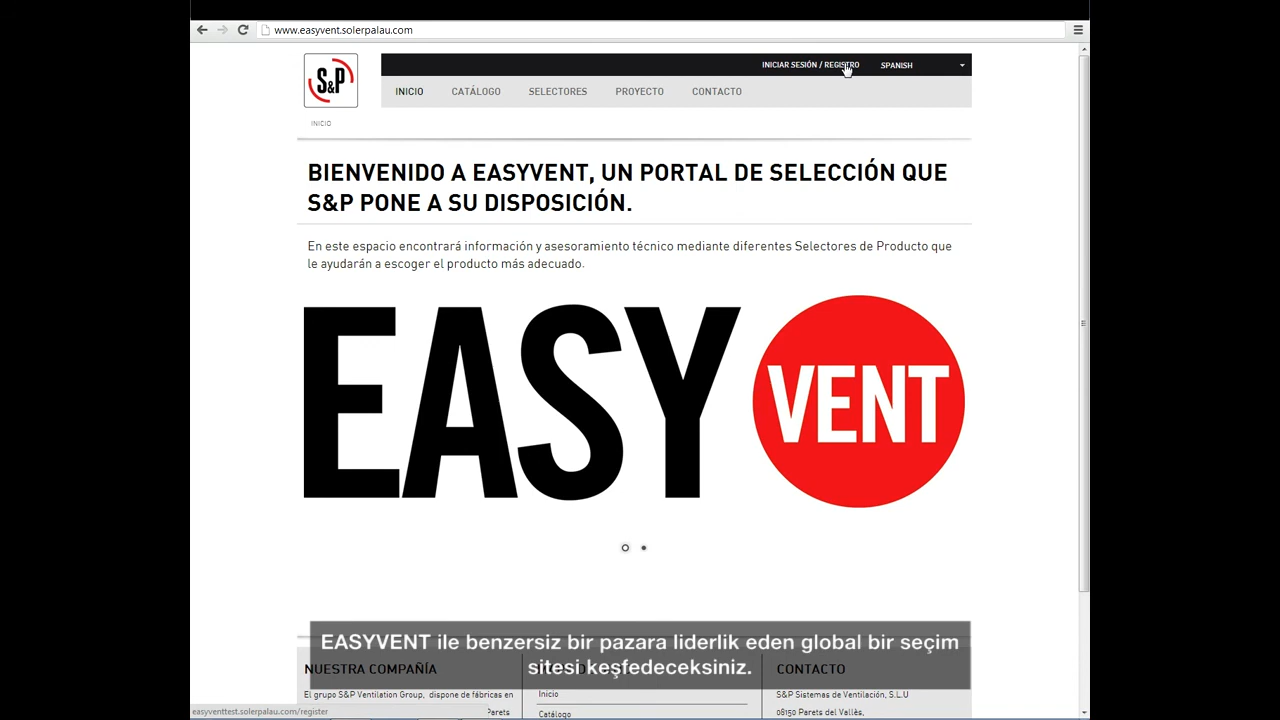 www.easyvent.solerpalau.com
S&P
INICIAR SESIÓN / REGISTRO
SPANISH
INICIO
CATÁLOGO
SELECTORES
PROYECTO
CONTACTO
INICIO
BIENVENIDO A EASYVENT, UN PORTAL DE SELECCIÓN QUE
S&P PONE A SU DISPOSICIÓN.
En este espacio encontrará información y asesoramiento técnico mediante diferentes Selectores de Producto que
le ayudarán a escoger el producto más adecuado.
EASY
VENT
EASYVENT ile benzersiz bir pazara liderlik eden global bir seçim
sitesi keşfedeceksiniz.
NUESTRA COMPAÑÍA
El grupo S&P Ventilation Group, dispone de fábricas en
Parets
Inicio
Catálogo
CONTACTO
S&P Sistemas de Ventilación, S.L.U
08150 Parets del Vallès,
easyventtest.solerpalau.com/register